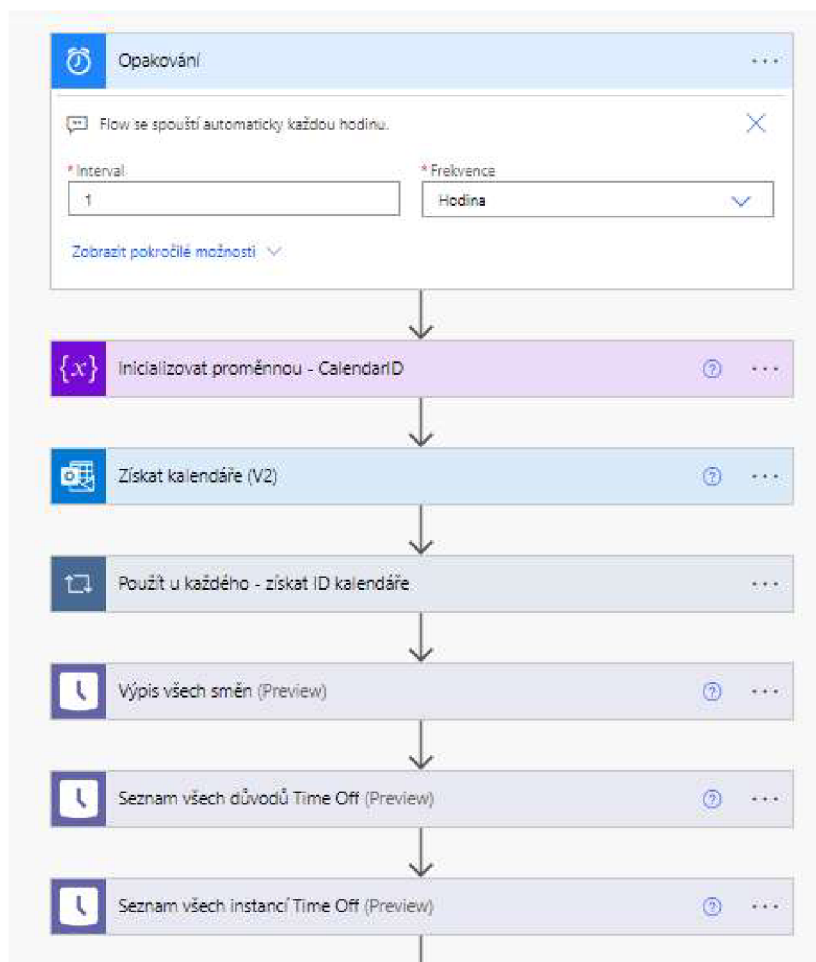 Opakování
Flow se spouští automaticky každou hodinu.
* Interval
* Frekvence
1
Hodina
Zobrazit pokročilé možnosti
{x} Inicializovat proměnnou - CalendarID
Získat kalendáře (V2)
Použít u každého - získat ID kalendáře
Výpis všech směn (Preview)
Seznam všech důvodů Time Off (Preview)
Seznam všech instancí Time Off (Preview)